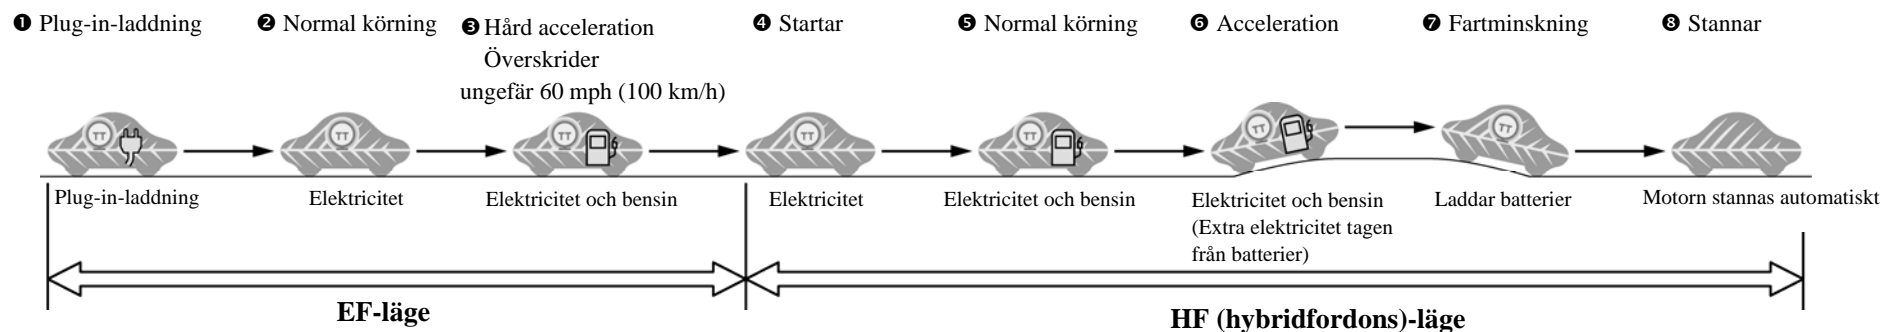 ❶ Plug-in-laddning
❷ Normal körning
❸ Hård acceleration
Överskrider
ungefär 60 mph (100 km/h)
❹ Startar
❺ Normal körning
❻ Acceleration
❼ Fartminskning
❽ Stannar
Plug-in-laddning
Elektricitet
Elektricitet och bensin
Elektricitet
Elektricitet och bensin
Elektricitet och bensin
(Extra elektricitet tagen
från batterier)
Laddar batterier
Motorn stannas automatiskt
EF-läge
HF (hybridfordons)-läge